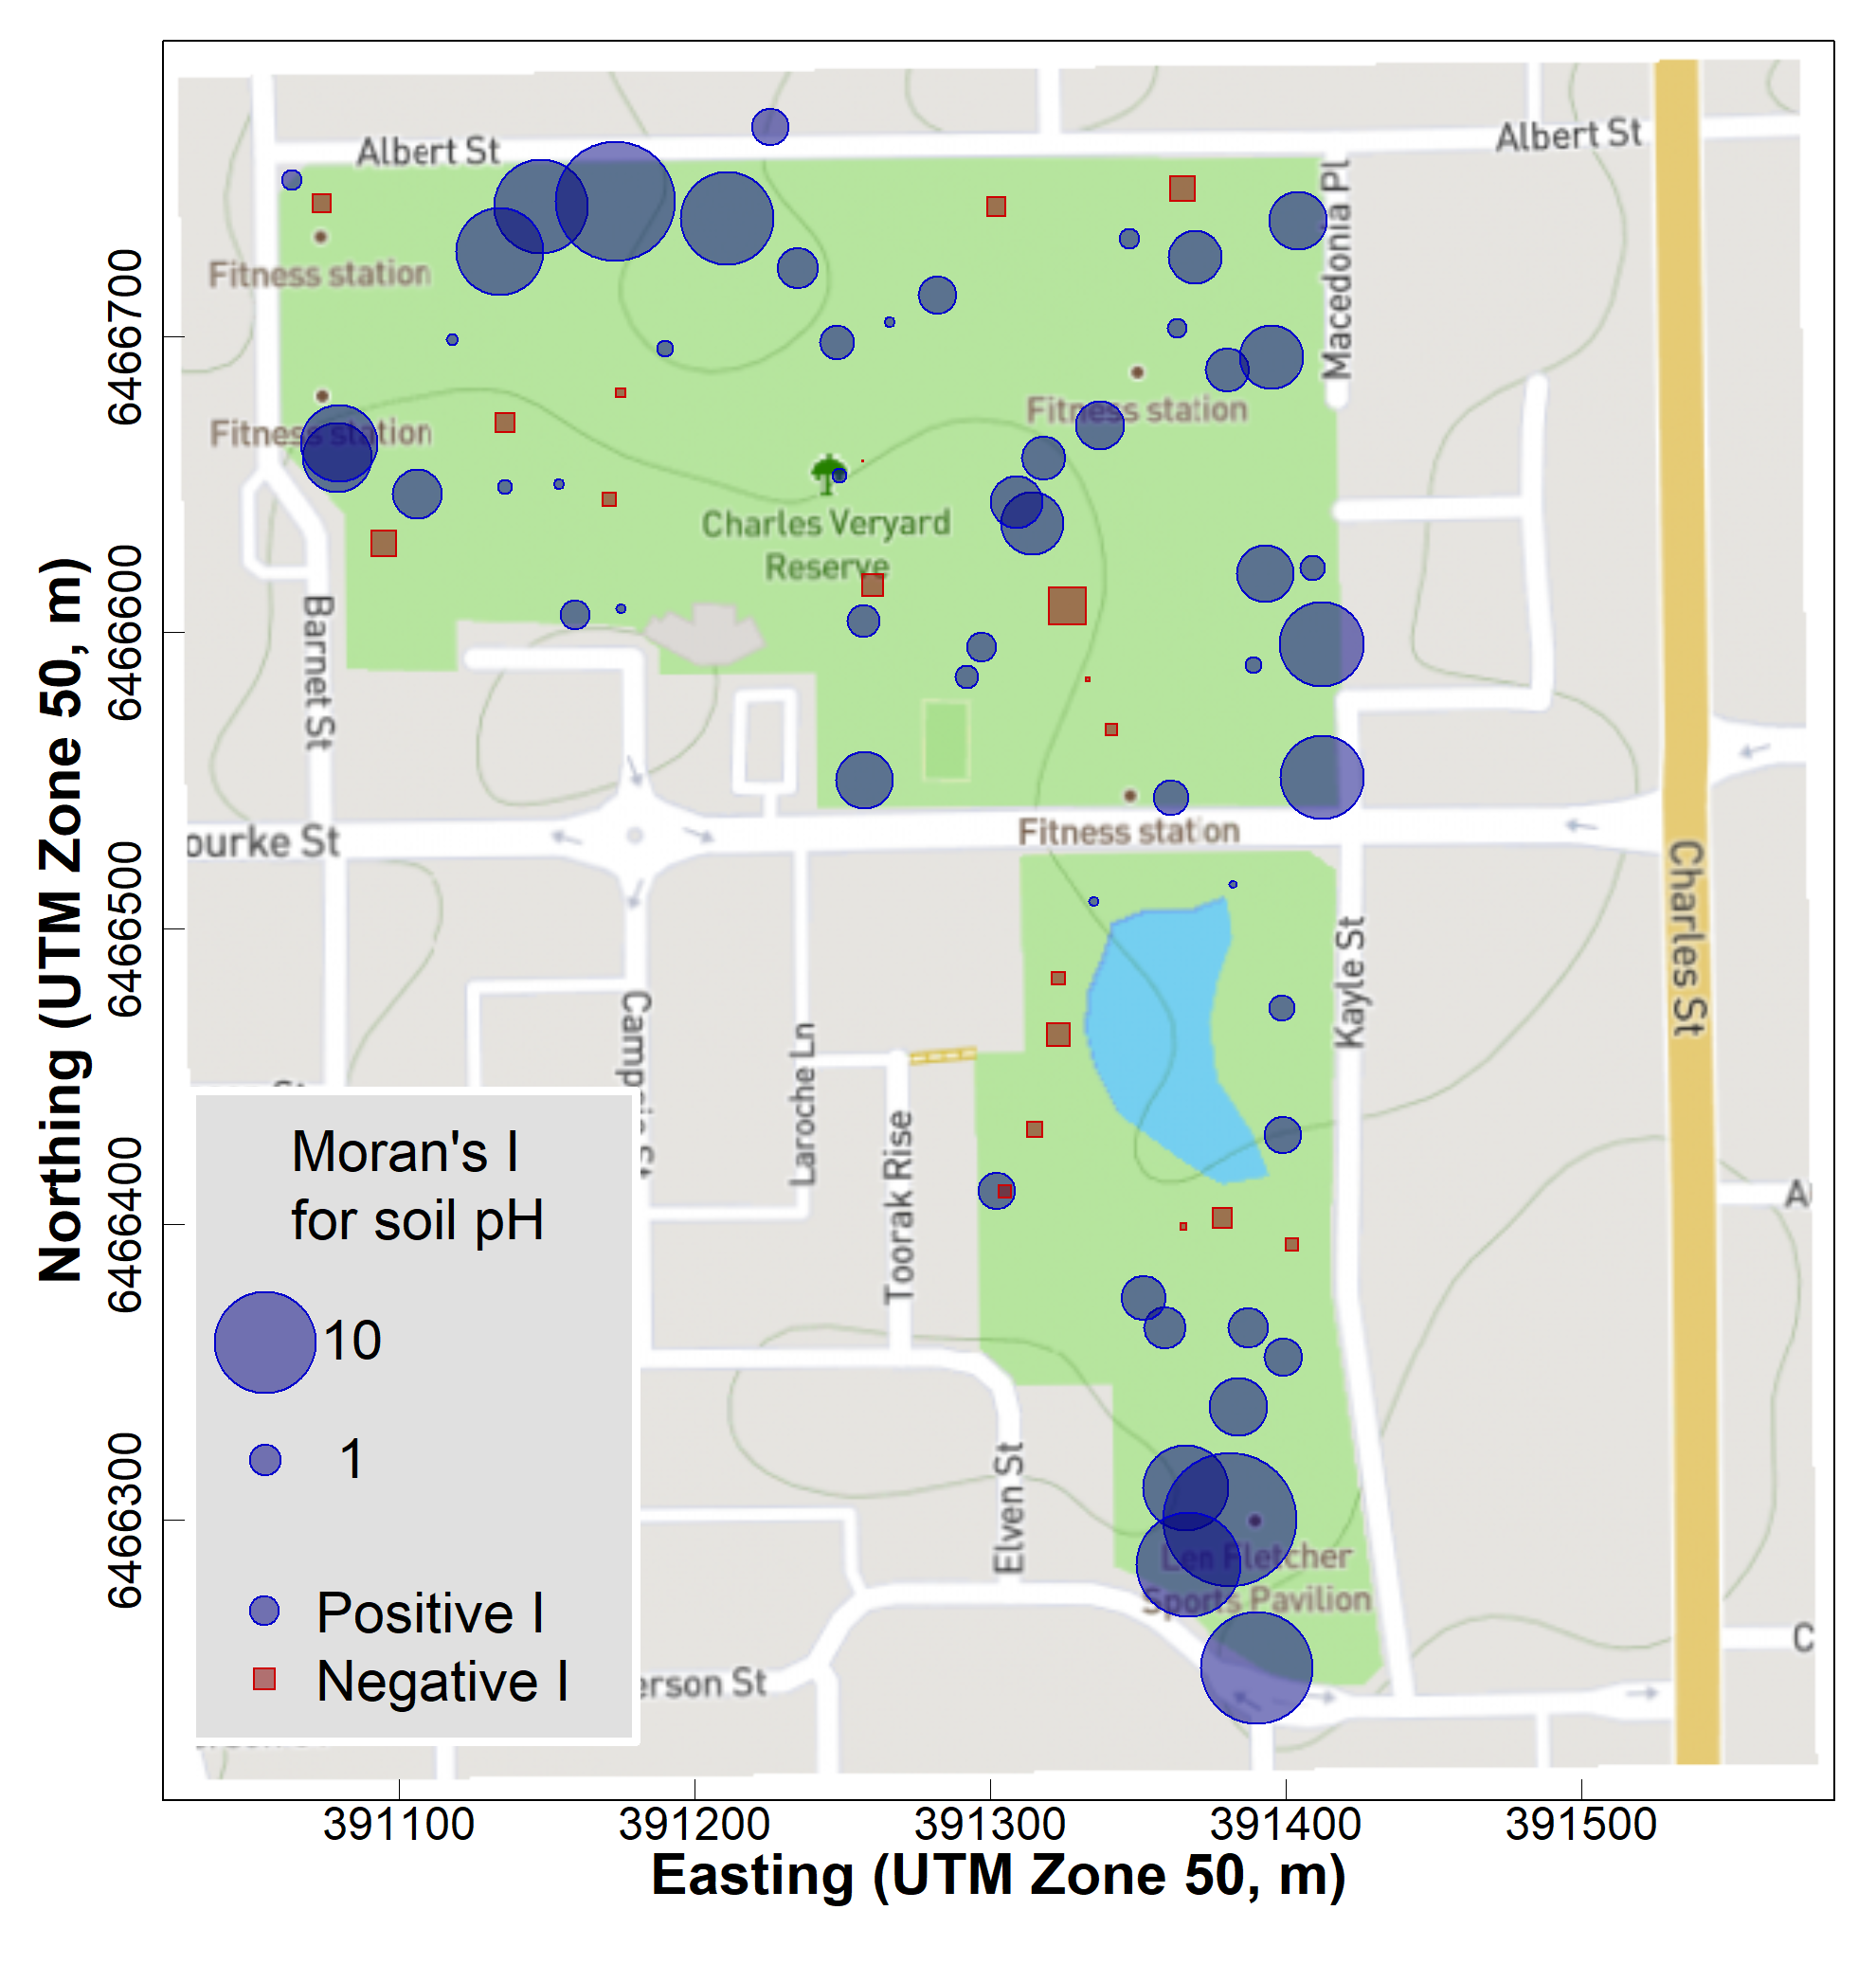 Albert St
Albert St
Macedonia Pl
Fitness station
Fitness station
Fitness station
Charles Veryard
Reserve
Barnet St
ourke St
Fitness station
Charles St
Kayle St
Laroche Ln
Toorak Rise
Elven St
Len Fletcher
Sports Pavilion
erson St
C
Moran's I
for soil pH
10
1
Positive I
Negative I
6466700
6466600
6466500
6466400
6466300
Northing (UTM Zone 50, m)
391100
391200
391300
391400
391500
Easting (UTM Zone 50, m)